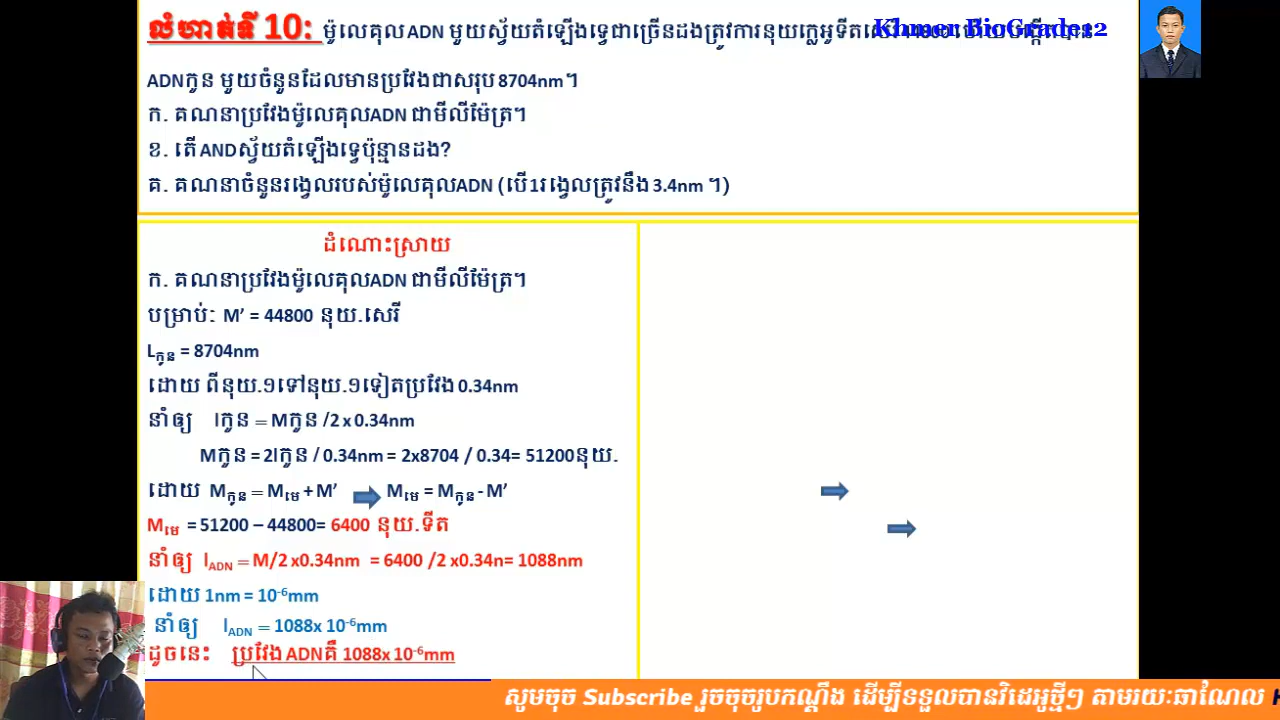 លំហាត់ទី 10: ម៉ូលេគុល ADN មួយស្វ័យតំឡើងទ្វេជាច្រើនដងត្រូវការនុយក្លេអូទីតសេរី 44800
Khmer BioGrade12
ADNកូន មួយចំនួនដែលមានប្រវែងជាសរុប 8704nm។
ក. គណនាប្រវែងម៉ូលេគុលADN ជាមីលីម៉ែត្រ។
ខ. តើ ANDស្វ័យតំឡើងទ្វេប៉ុន្មានដង?
គ. គណនាចំនួនរង្វេលរបស់ម៉ូលេគុលADN (បើ1រង្វេលត្រូវនឹង 3.4nm ។)
ដំណោះស្រាយ
ក. គណនាប្រវែងម៉ូលេគុលADN ជាមីលីម៉ែត្រ។
បម្រាប់: M’ = 44800 នុយ.សេរី
Lកូន = 8704nm
ដោយ ពីនុយ.១ទៅនុយ.១ទៀតប្រវែង 0.34nm
នាំឲ្យ lកូន = Mកូន /2 x 0.34nm
Mកូន = 2lកូន / 0.34nm = 2x8704 / 0.34= 51200នុយ.
ដោយ Mកូន = Mមេ + M’ Mមេ = Mកូន - M’
Mមេ = 51200 – 44800= 6400 នុយ.ទីត
នាំឲ្យ lADN = M/2 x0.34nm = 6400 /2 x0.34n= 1088nm
ដោយ 1nm = 10-6mm
នាំឲ្យ lADN = 1088x 10-6mm
ដូចនេះ ប្រវែង ADNគឺ 1088x 10-6mm
សូមចុច Subscribe រួចចុចរូបកណ្ដឹង ដើម្បីទទួលបានវិដេអូថ្មីៗ តាមរយៈឆាណែល